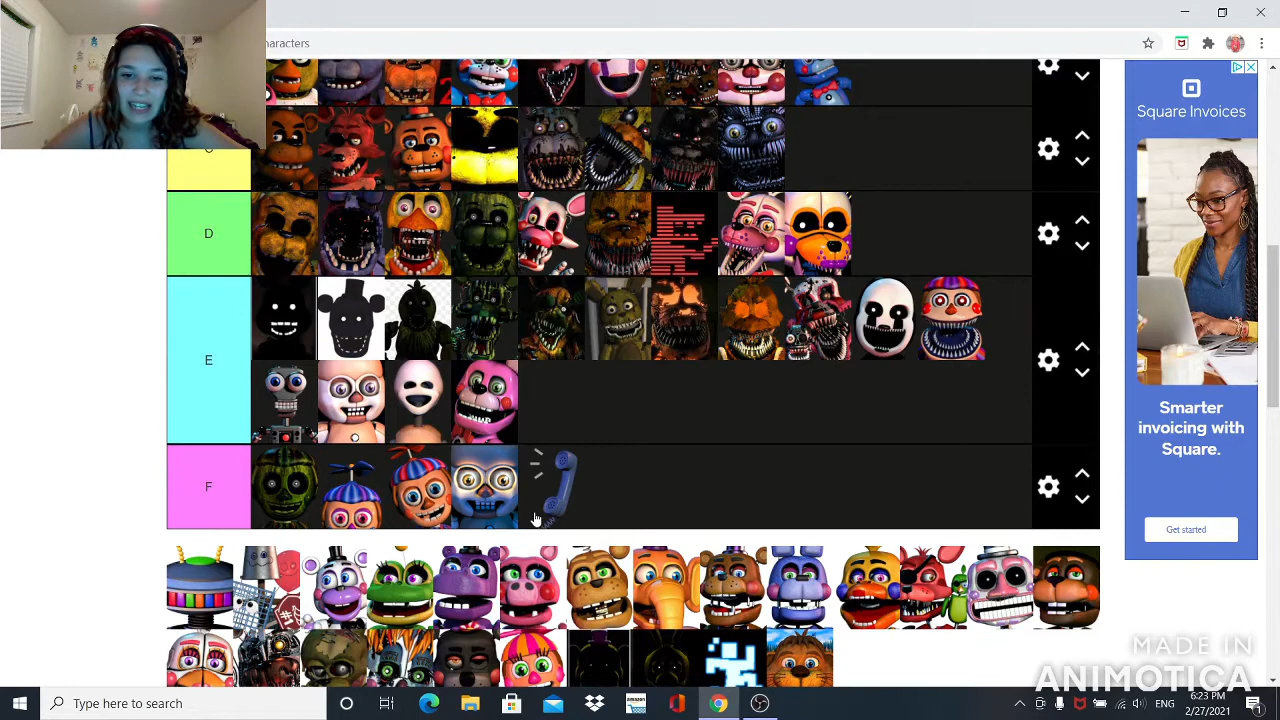 haracters
Square Invoices
D
E
F
Smarter
invoicing with
Square.
Get started
MADE IN
ANIMOTICA
Type here to search
amazon
ENG
6:23 PM
2/27/2021